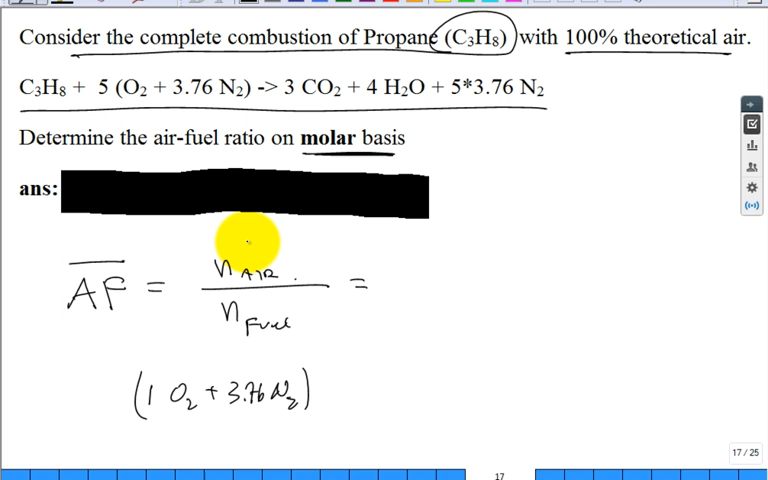 Consider the complete combustion of Propane (C₃H₈) with 100% theoretical air.
C₃H₈ + 5 (O₂ + 3.76 N₂) -> 3 CO₂ + 4 H₂O + 5*3.76 N₂
Determine the air-fuel ratio on molar basis
ans:
AF = n AIR / n Fuel =
(1 O₂ + 3.76 N₂)
17 / 25
17